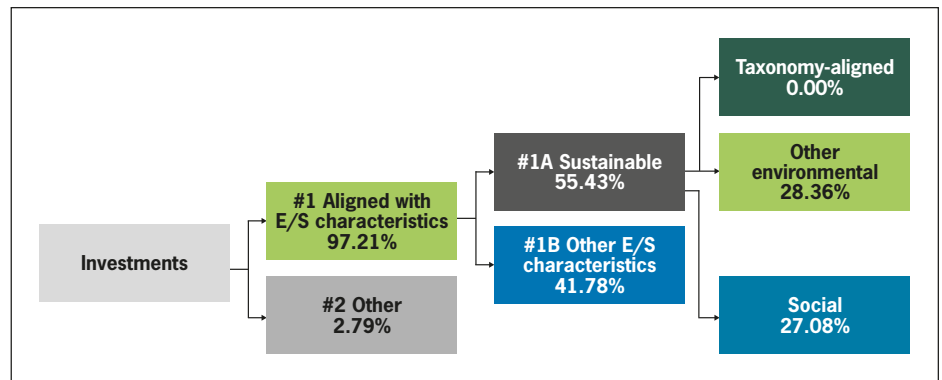 Investments
#1 Aligned with
E/S characteristics
97.21%
#2 Other
2.79%
#1A Sustainable
55.43%
#1B Other E/S
characteristics
41.78%
Taxonomy-aligned
0.00%
Other
environmental
28.36%
Social
27.08%